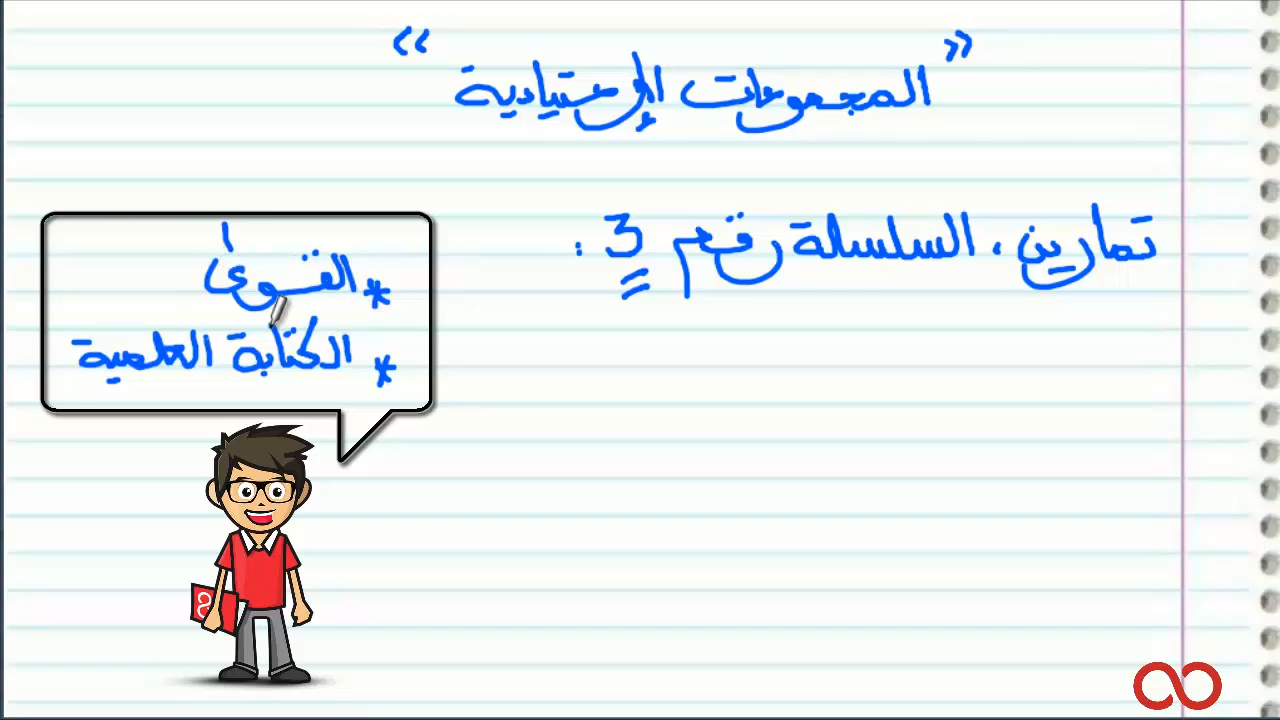 " المجموعات الإعتيادية "
تمارين، السلسلة رقم 3 :
* القوى
* الكتابة العلمية